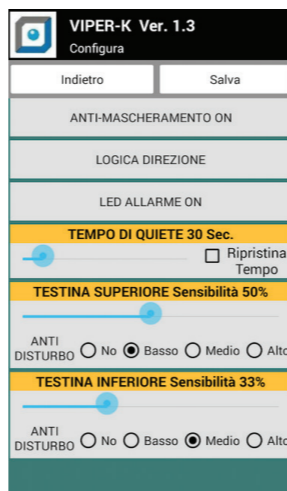 VIPER-K Ver. 1.3
Configura
Indietro Salva
ANTI-MASCHERAMENTO ON
LOGICA DIREZIONE
LED ALLARME ON
TEMPO DI QUIETE 30 Sec.
Ripristina
Tempo
TESTINA SUPERIORE Sensibilità 50%
ANTI
DISTURBO No Basso Medio Alto
TESTINA INFERIORE Sensibilità 33%
ANTI
DISTURBO No Basso Medio Alto